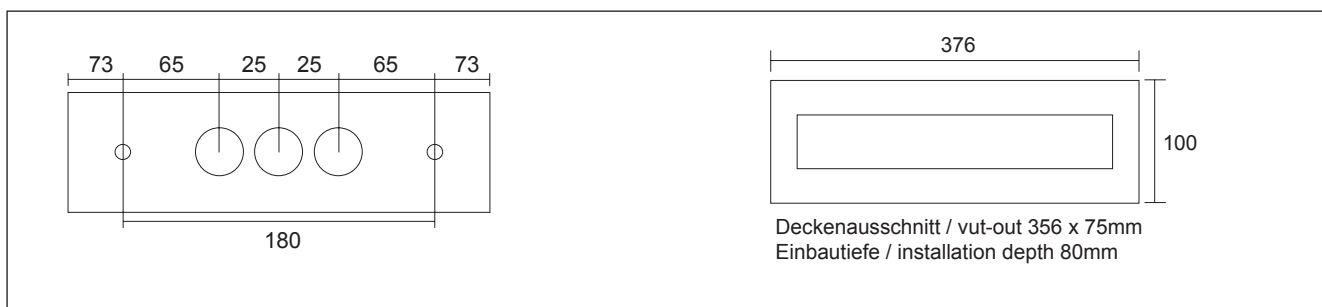 73 65 25 25 65 73
180
376
100
Deckenausschnitt / vut-out 356 x 75mm
Einbautiefe / installation depth 80mm